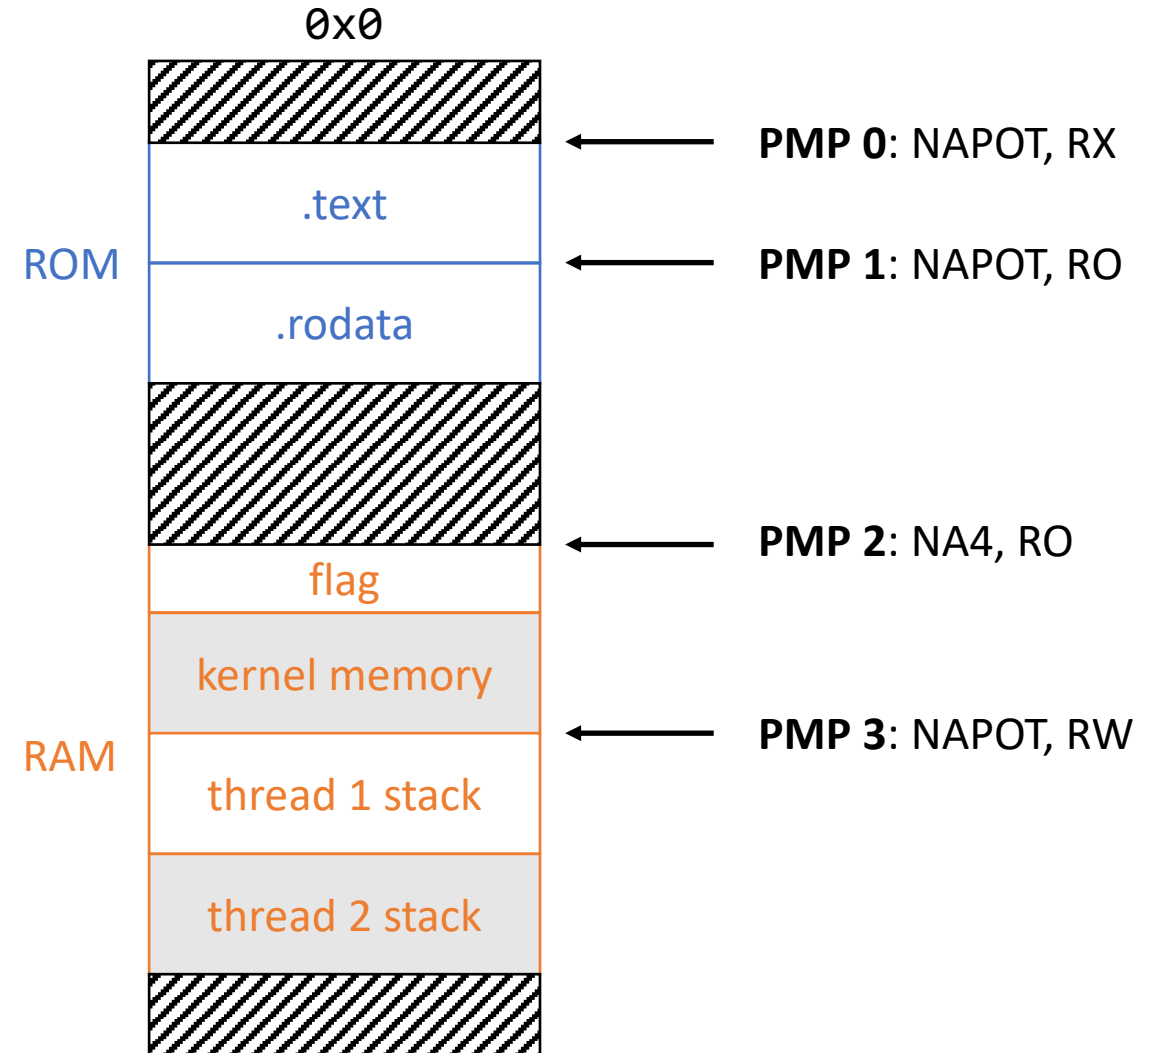 0x0
PMP 0: NAPOT, RX
.text
ROM
PMP 1: NAPOT, RO
.rodata
PMP 2: NA4, RO
flag
kernel memory
PMP 3: NAPOT, RW
RAM
thread 1 stack
thread 2 stack